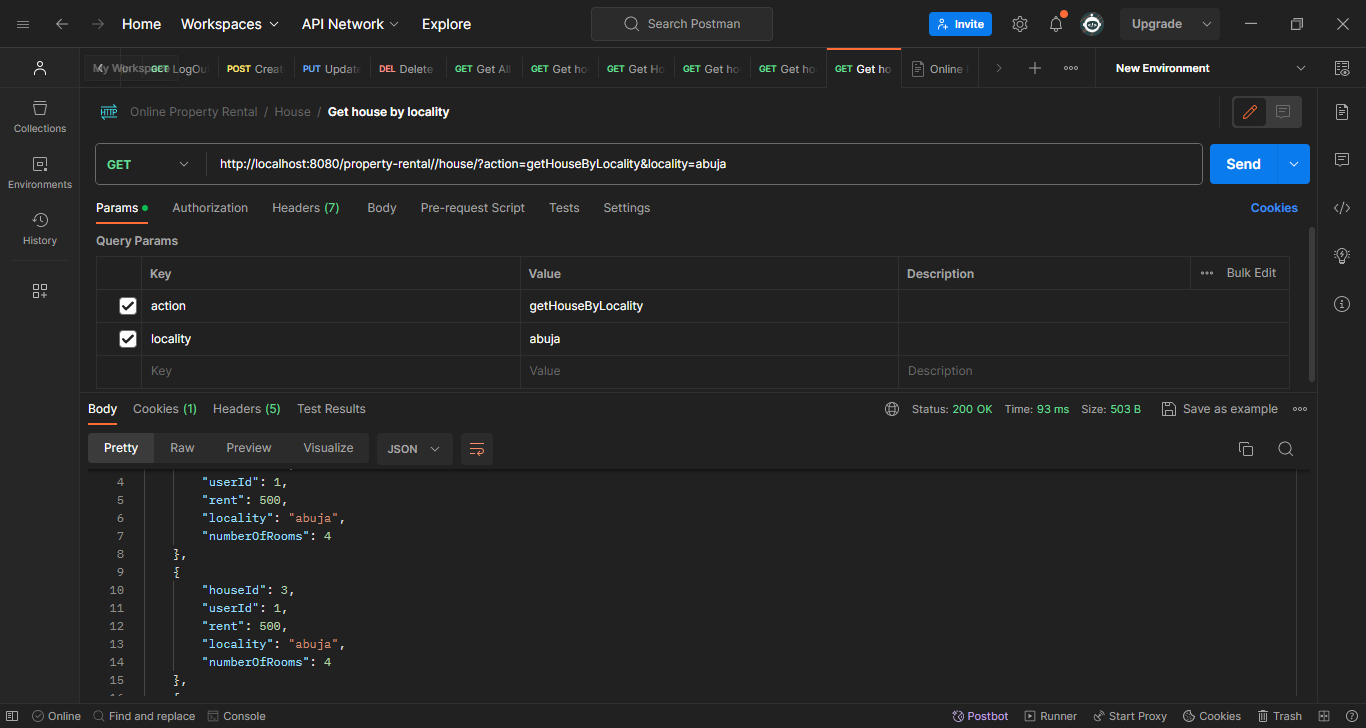 Home Workspaces API Network Explore Search Postman Invite Upgrade
My Workspace GET LogOu POST Creat PUT Update DEL Delete GET Get All GET Get ho GET Get Ho GET Get ho GET Get ho GET Get ho Online New Environment
Collections
Environments
History
HTTP Online Property Rental / House / Get house by locality
GET http://localhost:8080/property-rental//house/?action=getHouseByLocality&locality=abuja Send
Params Authorization Headers (7) Body Pre-request Script Tests Settings Cookies
Query Params
Key Value Description Bulk Edit
action getHouseByLocality
locality abuja
Key Value Description
Body Cookies (1) Headers (5) Test Results Status: 200 OK Time: 93 ms Size: 503 B Save as example
Pretty Raw Preview Visualize JSON
4 "userId": 1,
5 "rent": 500,
6 "locality": "abuja",
7 "numberOfRooms": 4
8 },
9 {
10 "houseId": 3,
11 "userId": 1,
12 "rent": 500,
13 "locality": "abuja",
14 "numberOfRooms": 4
15 },
Online Find and replace Console Postbot Runner Start Proxy Cookies Trash